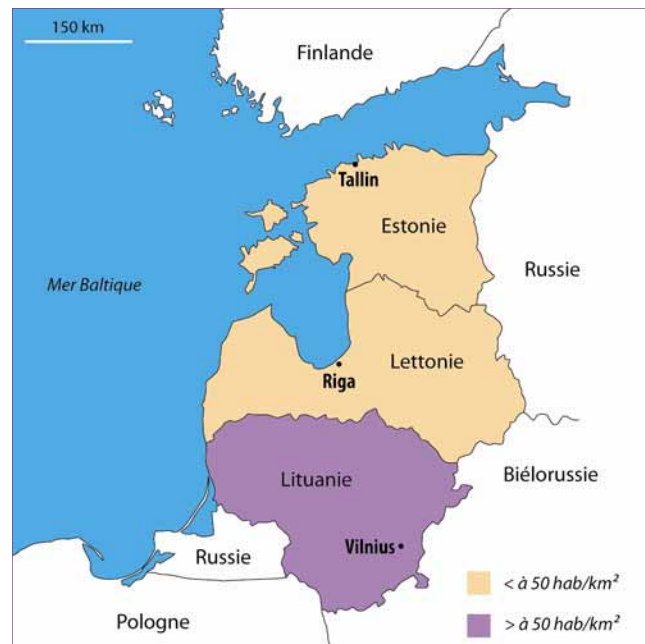 150 km
Finlande
Tallin
Estonie
Russie
Mer Baltique
Lettonie
Riga
Lituanie
Biélorussie
Vilnius
Russie
< à 50 hab/km²
> à 50 hab/km²
Pologne